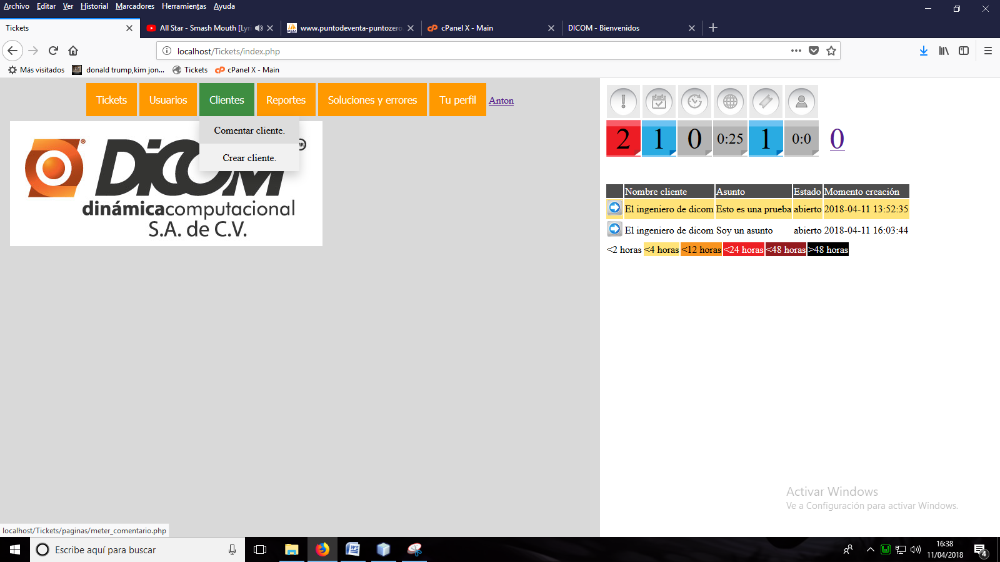 Archivo Editar Ver Historial Marcadores Herramientas Ayuda
Tickets
All Star - Smash Mouth [Lyri
www.puntodeventa-puntozero
cPanel X - Main
DICOM - Bienvenidos
localhost/Tickets/index.php
Más visitados
donald trump,kim jon...
Tickets
cPanel X - Main
Tickets Usuarios Clientes Reportes Soluciones y errores Tu perfil Anton
Comentar cliente.
Crear cliente.
DiCOM
dinámicacomputacional
S.A. de C.V.
2 1 0 0:25 1 0:0 0
Nombre cliente Asunto Estado Momento creación
El ingeniero de dicom Esto es una prueba abierto 2018-04-11 13:52:35
El ingeniero de dicom Soy un asunto abierto 2018-04-11 16:03:44
<2 horas <4 horas <12 horas <24 horas <48 horas >48 horas
Activar Windows
Ve a Configuración para activar Windows.
localhost/Tickets/paginas/meter_comentario.php
Escribe aquí para buscar
16:38
11/04/2018
4